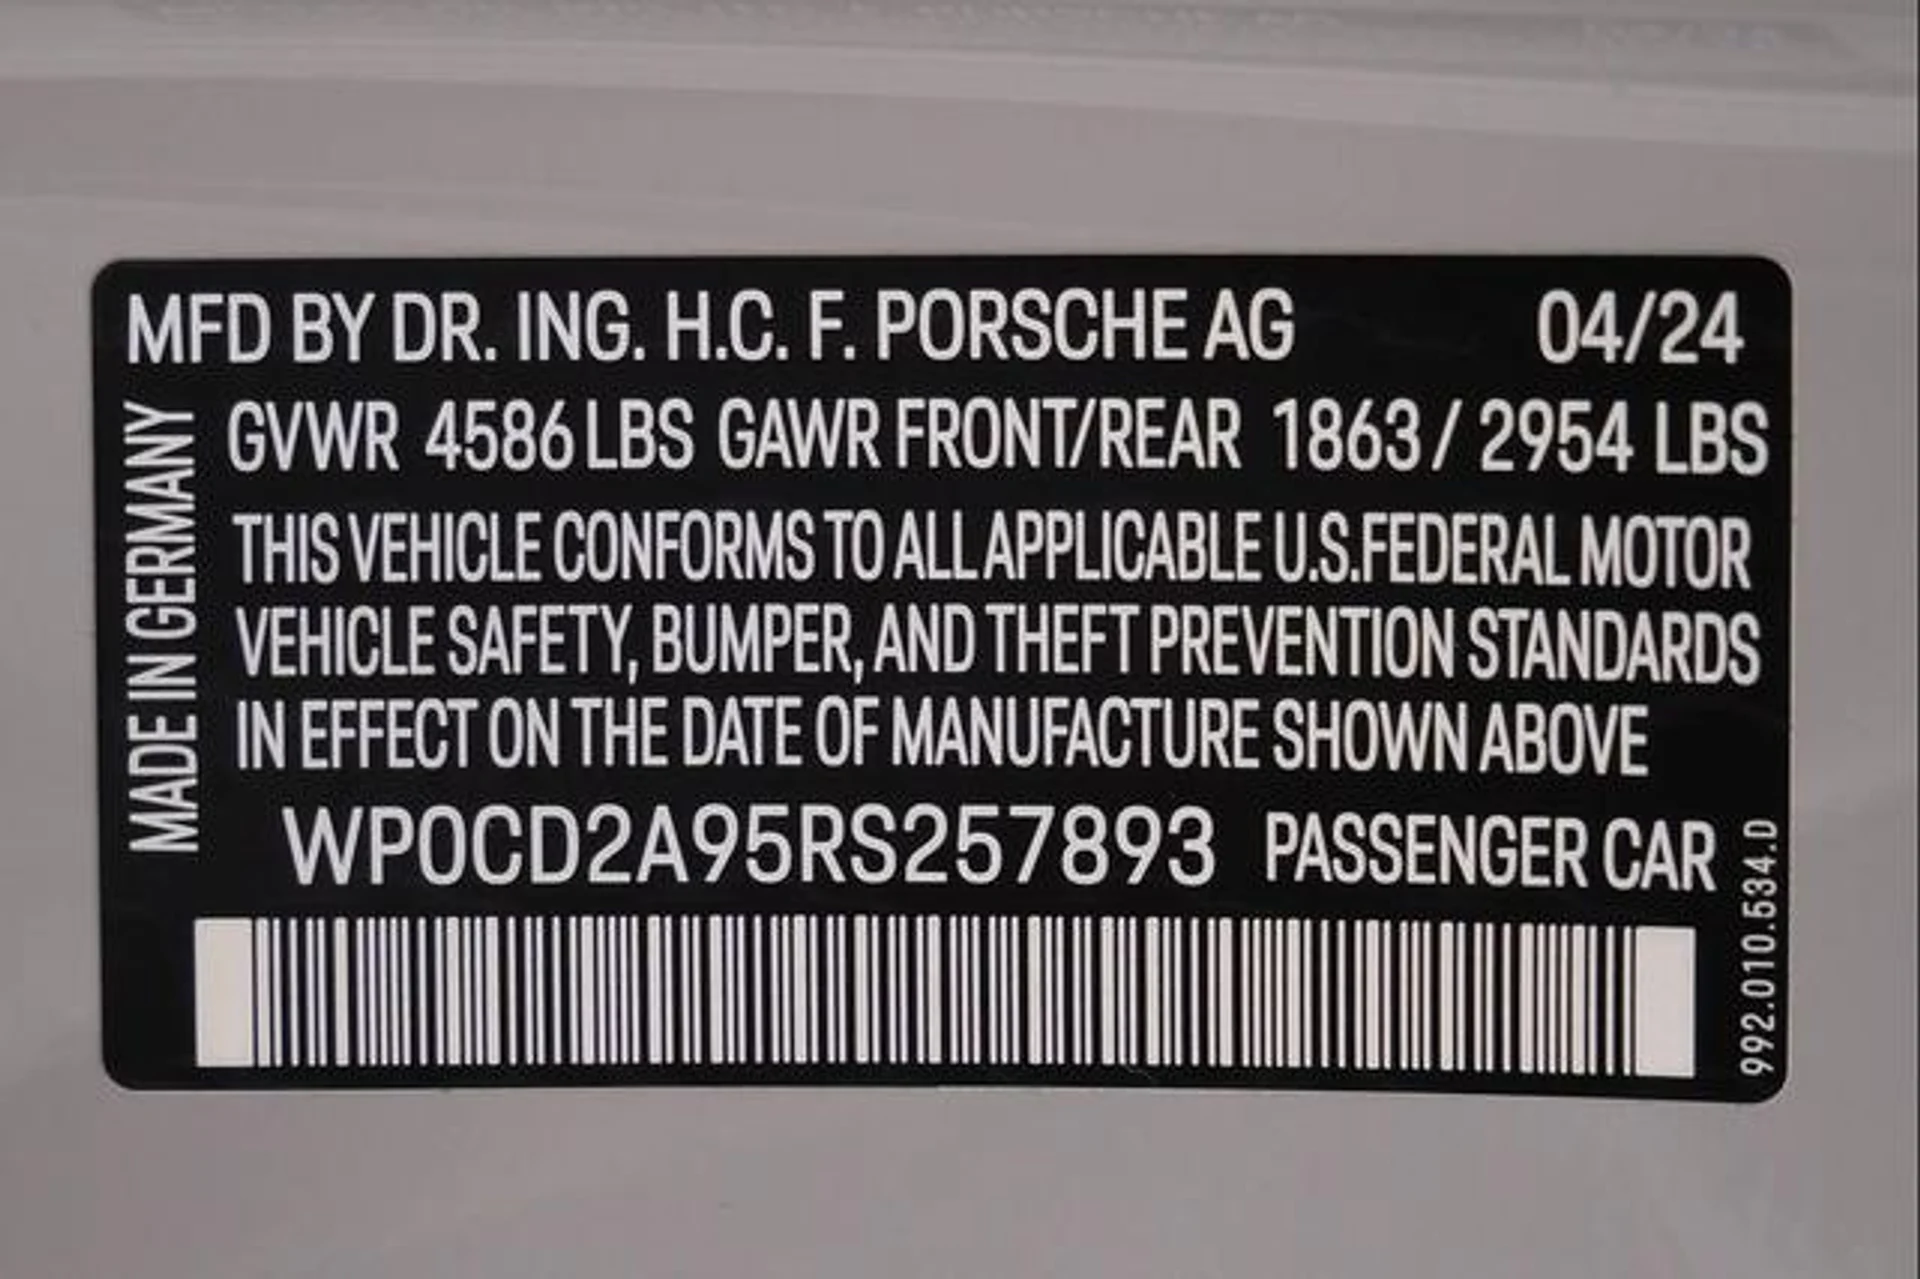 MFD BY DR. ING. H.C. F. PORSCHE AG 04/24
GVWR 4586 LBS GAWR FRONT/REAR 1863 / 2954 LBS
THIS VEHICLE CONFORMS TO ALL APPLICABLE U.S.FEDERAL MOTOR
VEHICLE SAFETY, BUMPER, AND THEFT PREVENTION STANDARDS
IN EFFECT ON THE DATE OF MANUFACTURE SHOWN ABOVE
WP0CD2A95RS257893 PASSENGER CAR
MADE IN GERMANY
992.010.534.D